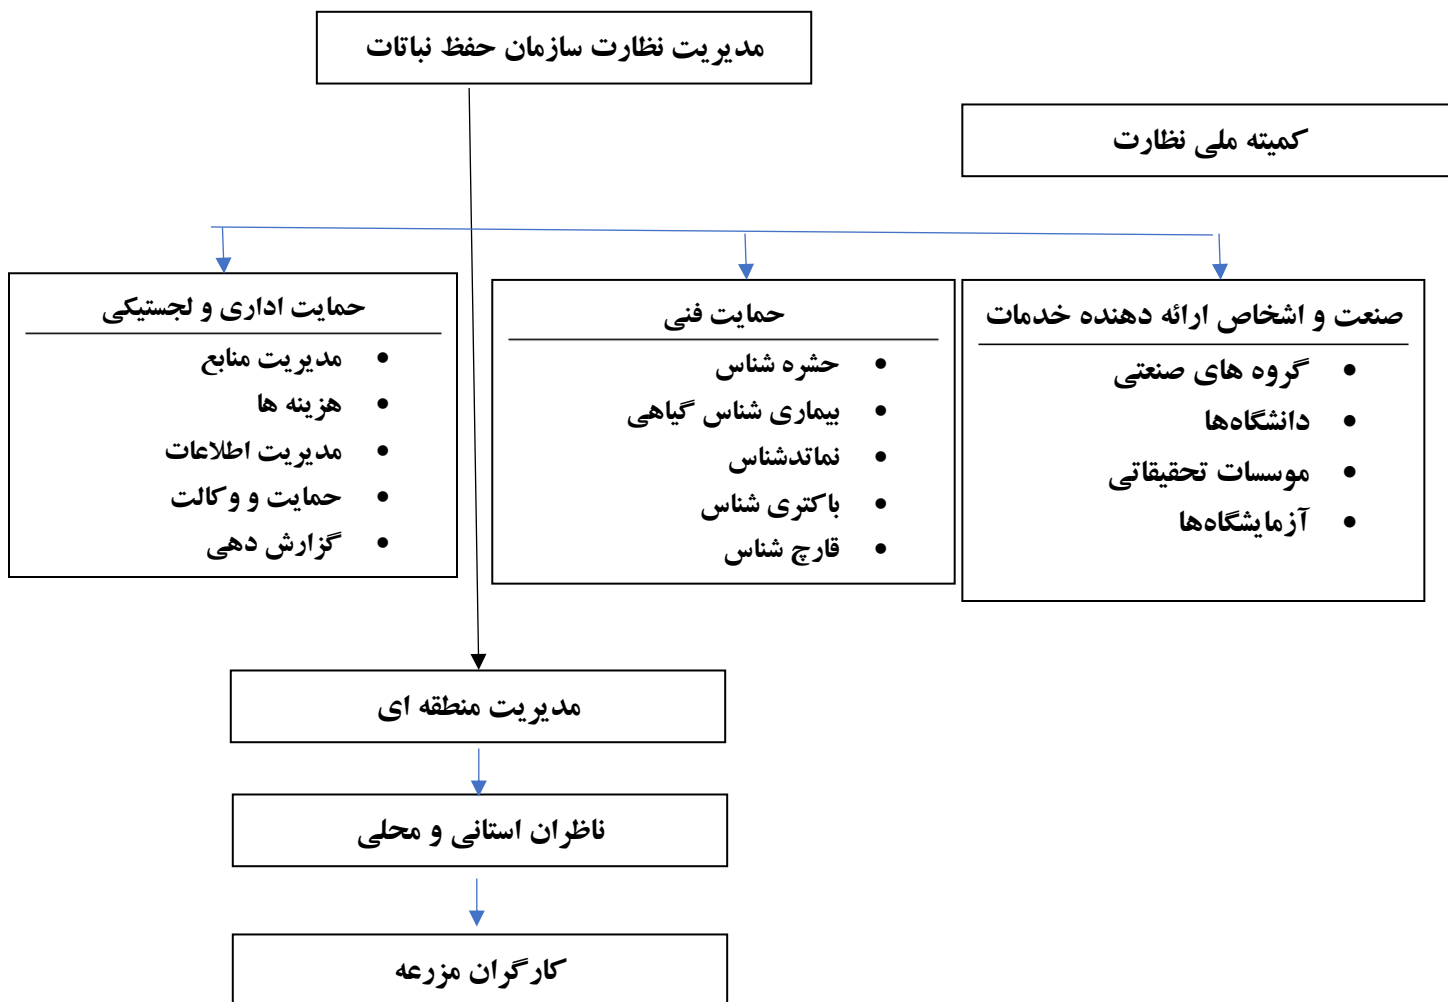 مدیریت نظارت سازمان حفظ نباتات
کمیته ملی نظارت
صنعت و اشخاص ارائه دهنده خدمات
• گروه های صنعتی
• دانشگاه‌ها
• موسسات تحقیقاتی
• آزمایشگاه‌ها
حمایت فنی
• حشره شناس
• بیماری شناس گیاهی
• نماتدشناس
• باکتری شناس
• قارچ شناس
حمایت اداری و لجستیکی
• مدیریت منابع
• هزینه ها
• مدیریت اطلاعات
• حمایت و وکالت
• گزارش دهی
مدیریت منطقه ای
ناظران استانی و محلی
کارگران مزرعه